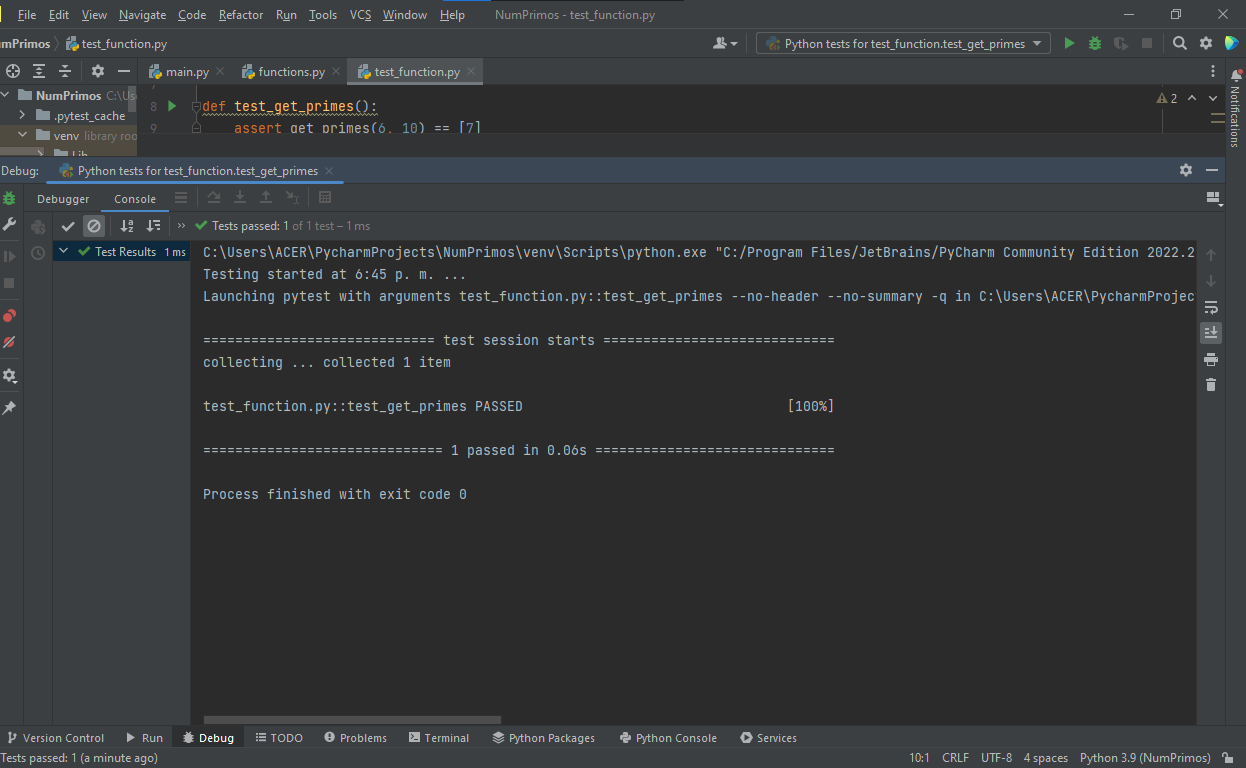 File Edit View Navigate Code Refactor Run Tools VCS Window Help NumPrimos - test_function.py
mPrimos test_function.py Python tests for test_function.test_get_primes
main.py functions.py test_function.py
NumPrimos C:\Us
.pytest_cache
venv library roo
Lib
8 def test_get_primes(): 2
9 assert get_primes(6, 10) == [7]
Notifications
Debug: Python tests for test_function.test_get_primes
Debugger Console
Tests passed: 1 of 1 test – 1 ms
Test Results 1 ms
C:\Users\ACER\PycharmProjects\NumPrimos\venv\Scripts\python.exe "C:/Program Files/JetBrains/PyCharm Community Edition 2022.2
Testing started at 6:45 p. m. ...
Launching pytest with arguments test_function.py::test_get_primes --no-header --no-summary -q in C:\Users\ACER\PycharmProjec
============================= test session starts =============================
collecting ... collected 1 item
test_function.py::test_get_primes PASSED [100%]
============================== 1 passed in 0.06s ==============================
Process finished with exit code 0
Version Control Run Debug TODO Problems Terminal Python Packages Python Console Services
Tests passed: 1 (a minute ago) 10:1 CRLF UTF-8 4 spaces Python 3.9 (NumPrimos)